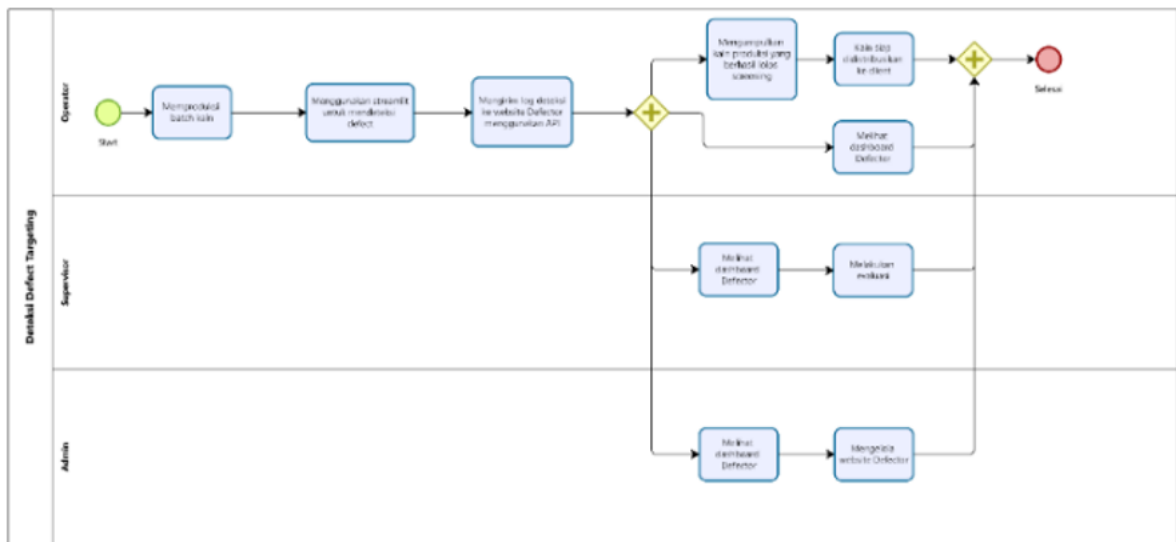 Deteksi Defect Targeting
Operator
Start
Memproduksi
batch kain
Menggunakan streamlit
untuk mendeteksi
defect
Mengirim log deteksi
ke website Defector
menggunakan API
Mengumpulkan
kain produksi yang
berhasil lolos
screening
Kain siap
didistribusikan
ke client
Selesai
Melihat
dashboard
Defector
Supervisor
Melihat
dashboard
Defector
Melakukan
evaluasi
Admin
Melihat
dashboard
Defector
Mengelola
website Defector